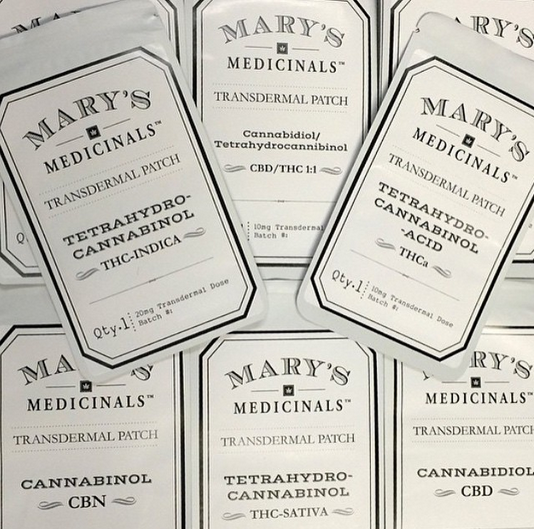 MARY'S
MEDICINALS™
TRANSDERMAL PATCH
TETRAHYDRO-
CANNABINOL
THC-INDICA
Qty.1
20mg Transdermal Dose
Batch #:
MARY'S
MEDICINALS™
TRANSDERMAL PATCH
Cannabidiol/
Tetrahydrocannibinol
CBD/THC 1:1
10mg Transdermal
Batch #:
MARY'S
MEDICINALS™
TRANSDERMAL PATCH
TETRAHYDRO-
CANNABINOL
-ACID
THCa
Qty.1
10mg Transdermal Dose
Batch #:
MARY'S
MEDICINALS™
TRANSDERMAL PATCH
CANNABINOL
CBN
MARY'S
MEDICINALS™
TRANSDERMAL PATCH
TETRAHYDRO-
CANNABINOL
THC-SATIVA
MARY'S
MEDICINALS™
TRANSDERMAL PATCH
CANNABIDIOL
CBD